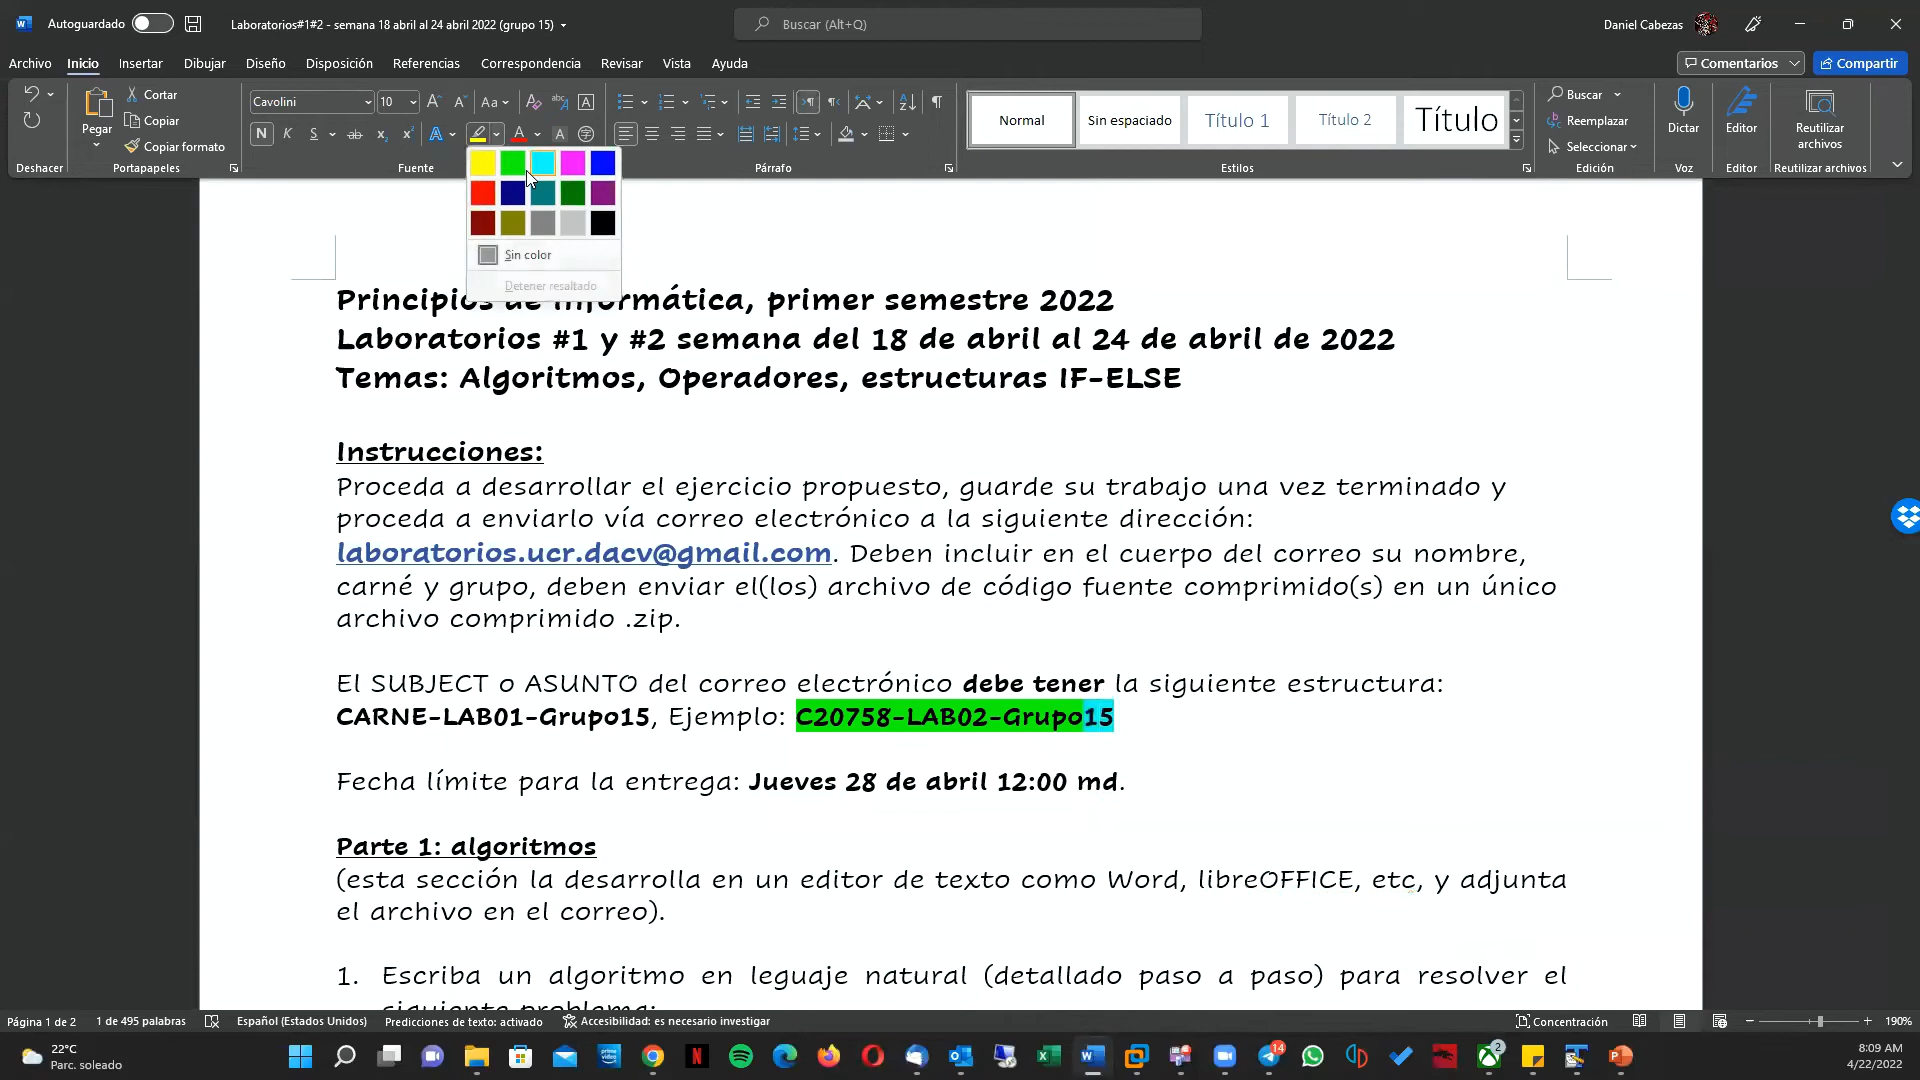 Autoguardado
Laboratorios#1#2 - semana 18 abril al 24 abril 2022 (grupo 15)
Buscar (Alt+Q)
Daniel Cabezas
Archivo Inicio Insertar Dibujar Diseño Disposición Referencias Correspondencia Revisar Vista Ayuda
Comentarios
Compartir
Pegar
Cortar
Copiar
Copiar formato
Cavolini 10
Normal
Sin espaciado
Título 1
Título 2
Título
Buscar
Reemplazar
Seleccionar
Dictar
Editor
Reutilizar
archivos
Deshacer Portapapeles Fuente Párrafo Estilos Edición Voz Editor Reutilizar archivos
Sin color
Detener resaltado
Principios de Informática, primer semestre 2022
Laboratorios #1 y #2 semana del 18 de abril al 24 de abril de 2022
Temas: Algoritmos, Operadores, estructuras IF-ELSE
Instrucciones:
Proceda a desarrollar el ejercicio propuesto, guarde su trabajo una vez terminado y
proceda a enviarlo vía correo electrónico a la siguiente dirección:
laboratorios.ucr.dacv@gmail.com. Deben incluir en el cuerpo del correo su nombre,
carné y grupo, deben enviar el(los) archivo de código fuente comprimido(s) en un único
archivo comprimido .zip.
El SUBJECT o ASUNTO del correo electrónico debe tener la siguiente estructura:
CARNE-LAB01-Grupo15, Ejemplo: C20758-LAB02-Grupo15
Fecha límite para la entrega: Jueves 28 de abril 12:00 md.
Parte 1: algoritmos
(esta sección la desarrolla en un editor de texto como Word, libreOFFICE, etc, y adjunta
el archivo en el correo).
1. Escriba un algoritmo en leguaje natural (detallado paso a paso) para resolver el
siguiente problema:
Página 1 de 2 1 de 495 palabras Español (Estados Unidos) Predicciones de texto: activado Accesibilidad: es necesario investigar
Concentración
190%
22°C
Parc. soleado
14
2
8:09 AM
4/22/2022